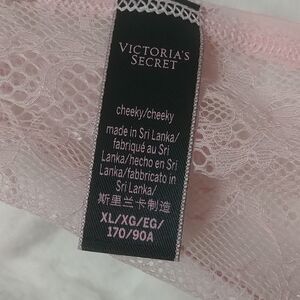 VICTORIA'S
SECRET
cheeky/cheeky
made in Sri Lanka/
fabriqué au Sri
Lanka/hecho en Sri
Lanka/fabbricato in
Sri Lanka/
斯里兰卡制造
XL/XG/EG/
170/90A